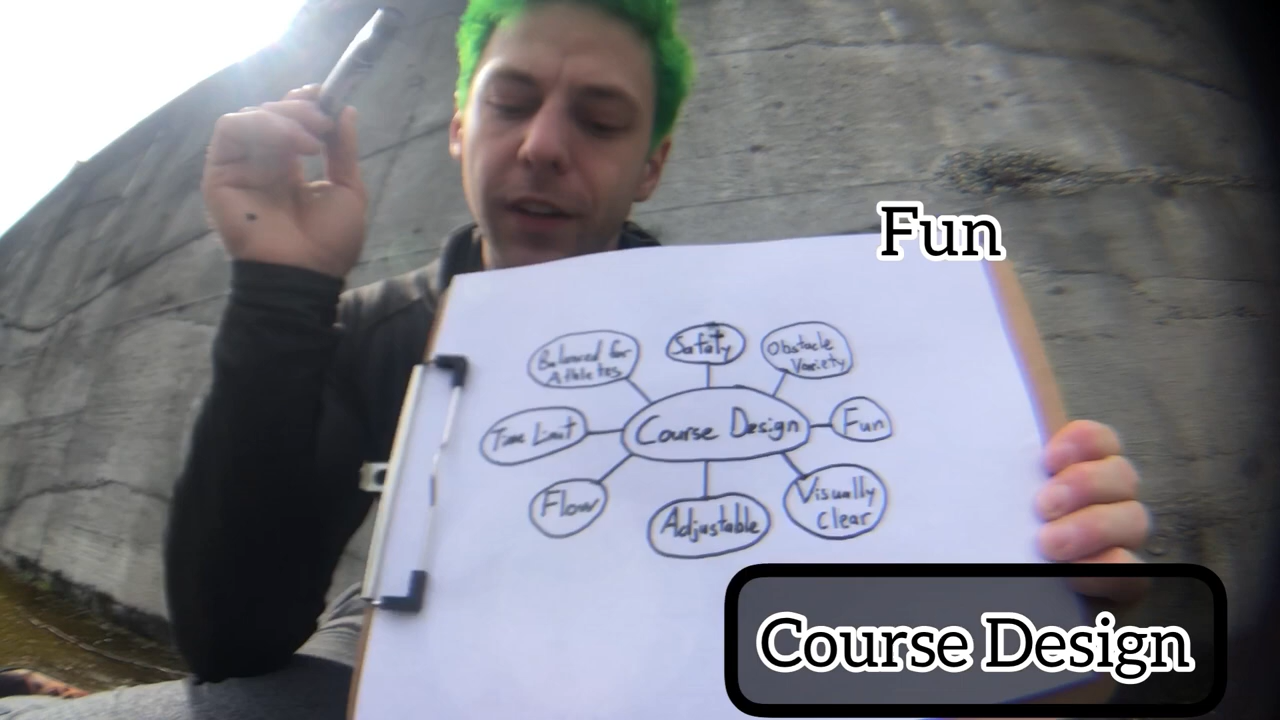 Fun
Balanced for
Athletes
Safety
Obstacle
Variety
Time Limit
Course Design
Fun
Flow
Adjustable
Visually
Clear
Course Design